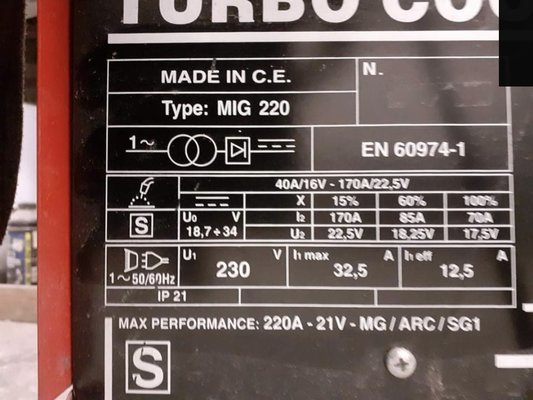 TURBO COO
MADE IN C.E.
N.
Type: MIG 220
1~
EN 60974-1
40A/16V - 170A/22,5V
X 15% 60% 100%
S U0 V I2 170A 85A 70A
18,7÷34 U2 22,5V 18,25V 17,5V
U1 V I1 max A I1 eff A
230 32,5 12,5
1~50/60Hz
IP 21
MAX PERFORMANCE: 220A - 21V - MG / ARC / SG1
S